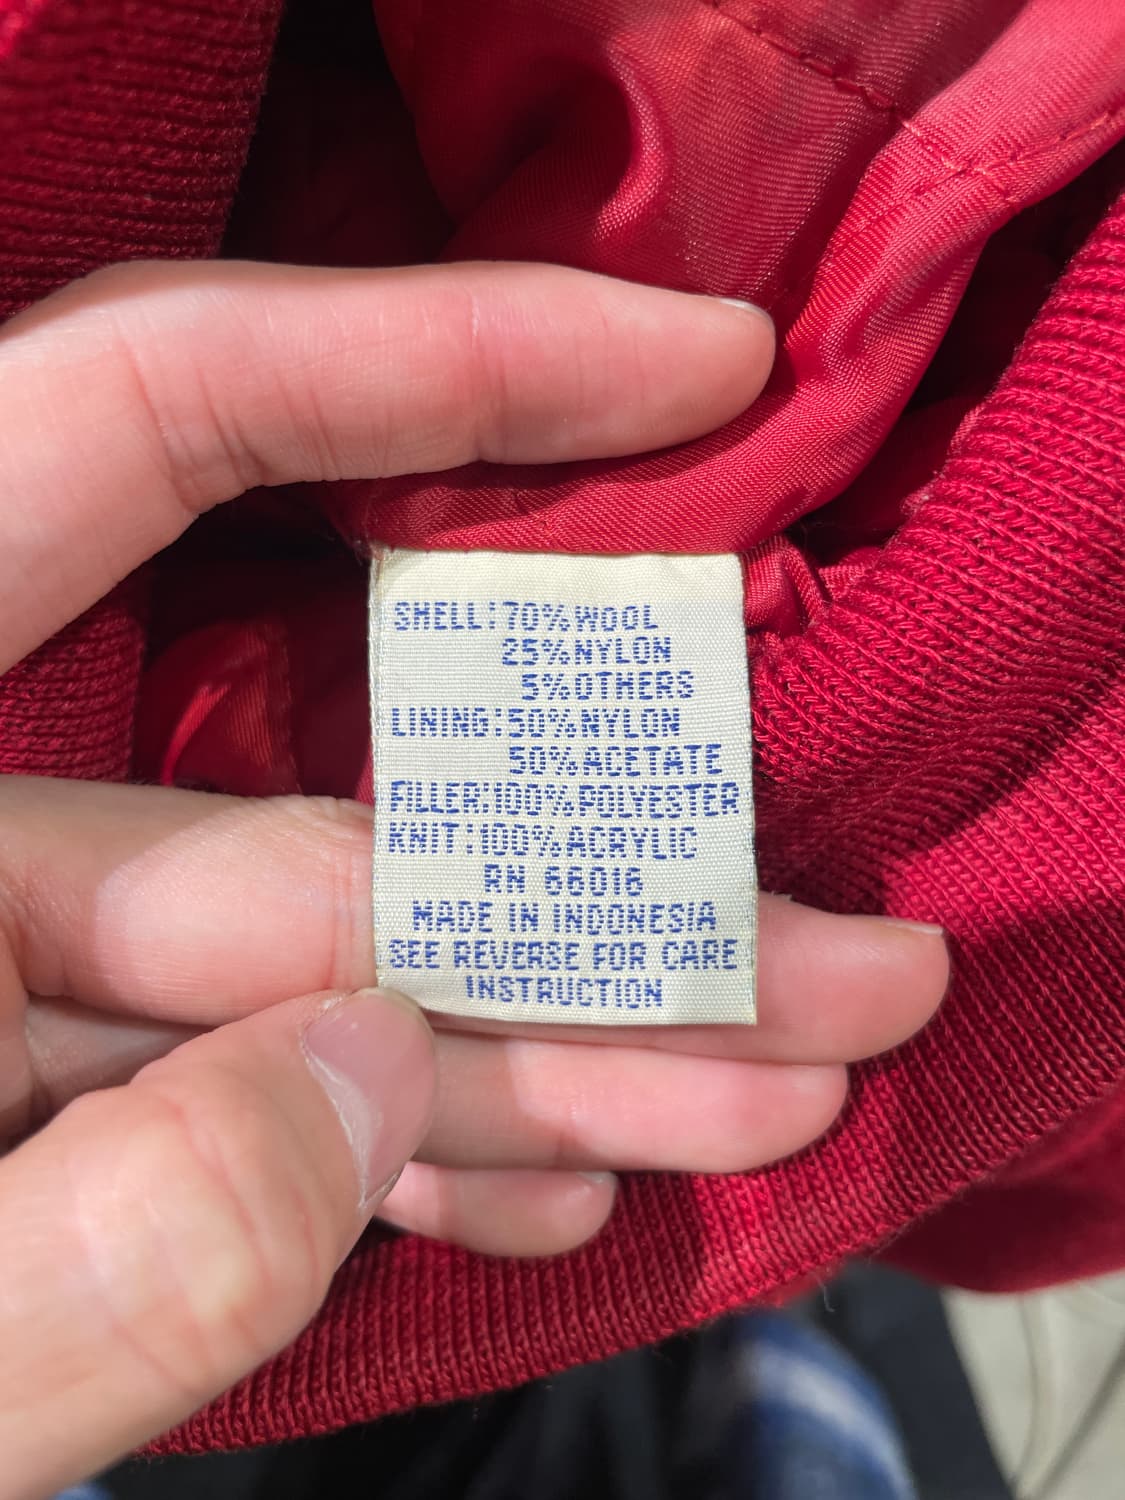 SHELL:70%WOOL
25%NYLON
5%OTHERS
LINING:50%NYLON
50%ACETATE
FILLER:100%POLYESTER
KNIT:100%ACRYLIC
RN 66016
MADE IN INDONESIA
SEE REVERSE FOR CARE
INSTRUCTION